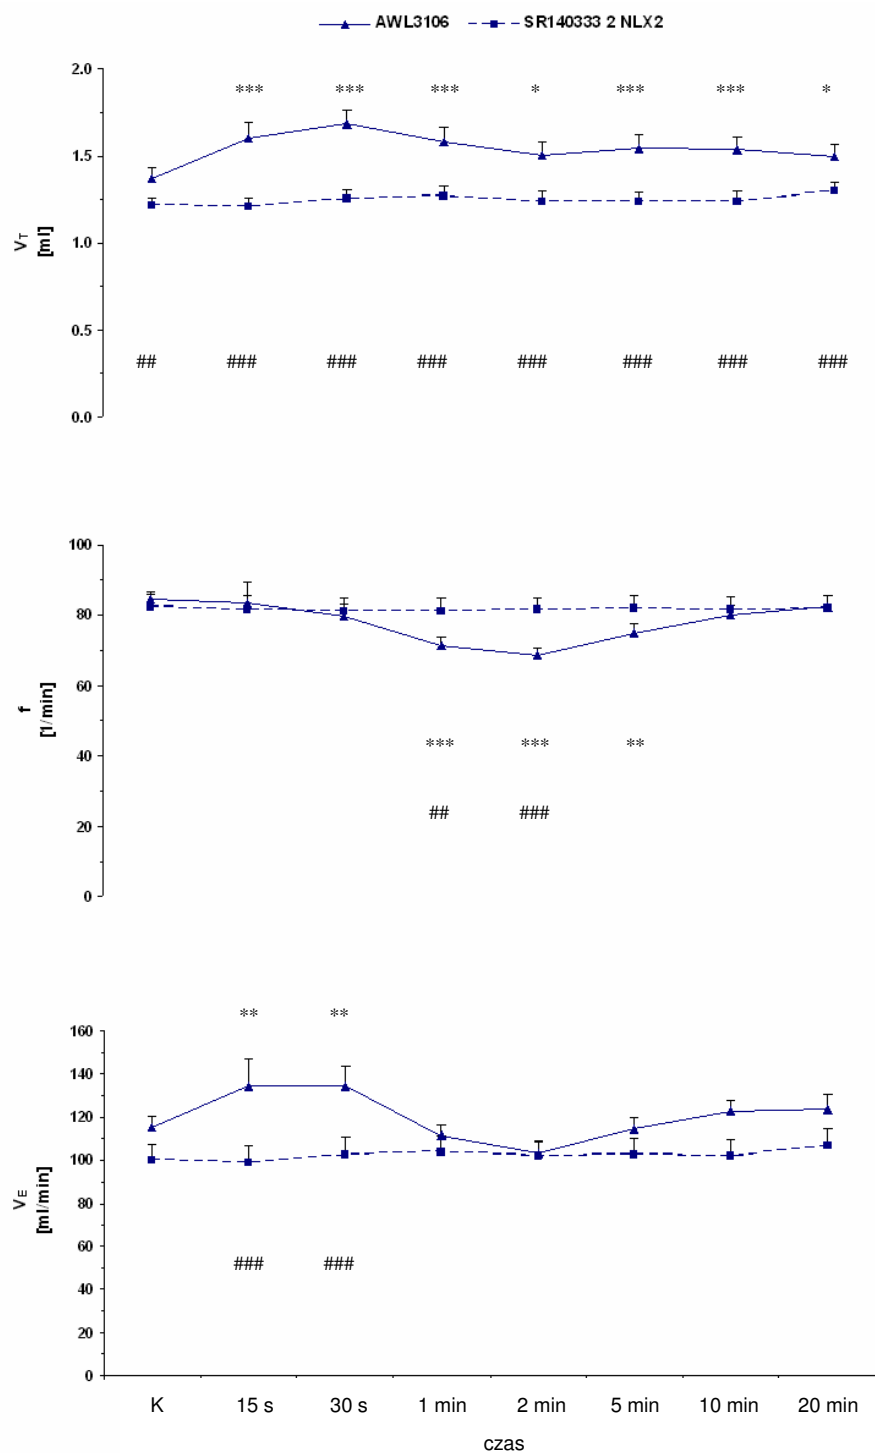 AWL3106 SR140333 2 NLX2
2.0
*** *** *** * *** *** *
1.5
V_T
[ml]
1.0
0.5
## ### ### ### ### ### ### ###
0.0
100
80
f
[1/min]
60
40
*** *** **
20
## ###
0
** **
160
140
120
100
V_E
[ml/min]
80
60
### ###
40
20
0
K 15 s 30 s 1 min 2 min 5 min 10 min 20 min
czas